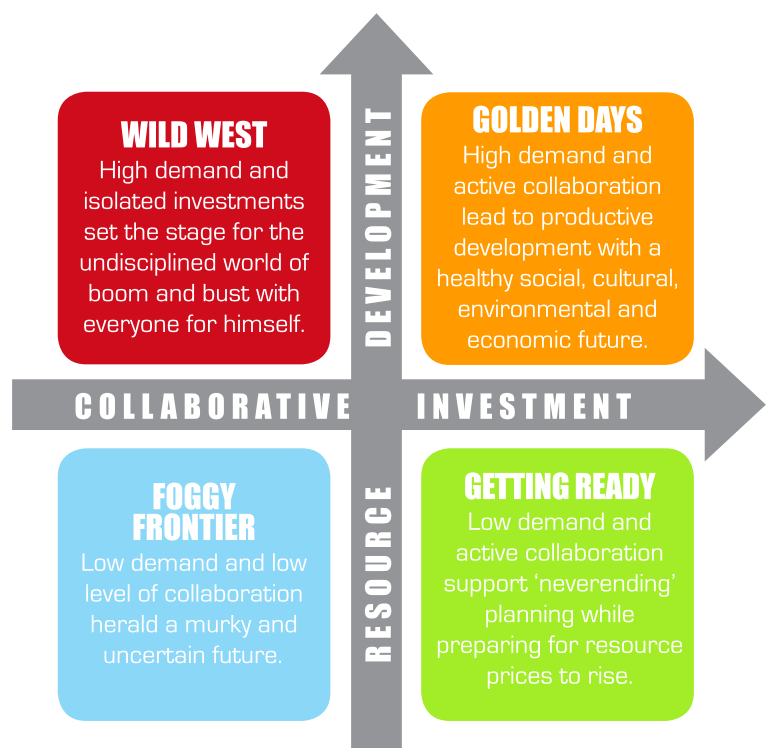 WILD WEST
High demand and
isolated investments
set the stage for the
undisciplined world of
boom and bust with
everyone for himself.
GOLDEN DAYS
High demand and
active collaboration
lead to productive
development with a
healthy social, cultural,
environmental and
economic future.
COLLABORATIVE INVESTMENT
RESOURCE DEVELOPMENT
FOGGY
FRONTIER
Low demand and low
level of collaboration
herald a murky and
uncertain future.
GETTING READY
Low demand and
active collaboration
support ‘neverending’
planning while
preparing for resource
prices to rise.